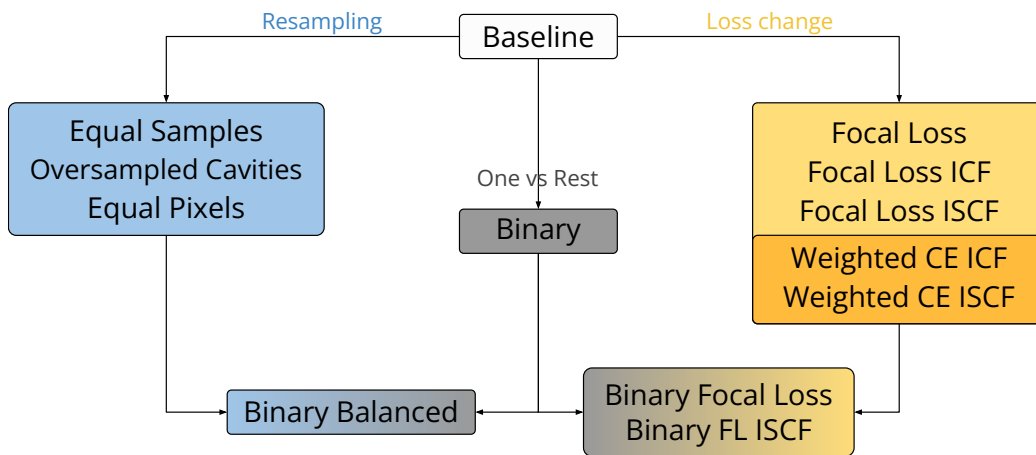 Resampling
Baseline
Loss change
Equal Samples
Oversampled Cavities
Equal Pixels
One vs Rest
Binary
Focal Loss
Focal Loss ICF
Focal Loss ISCF
Weighted CE ICF
Weighted CE ISCF
Binary Balanced
Binary Focal Loss
Binary FL ISCF